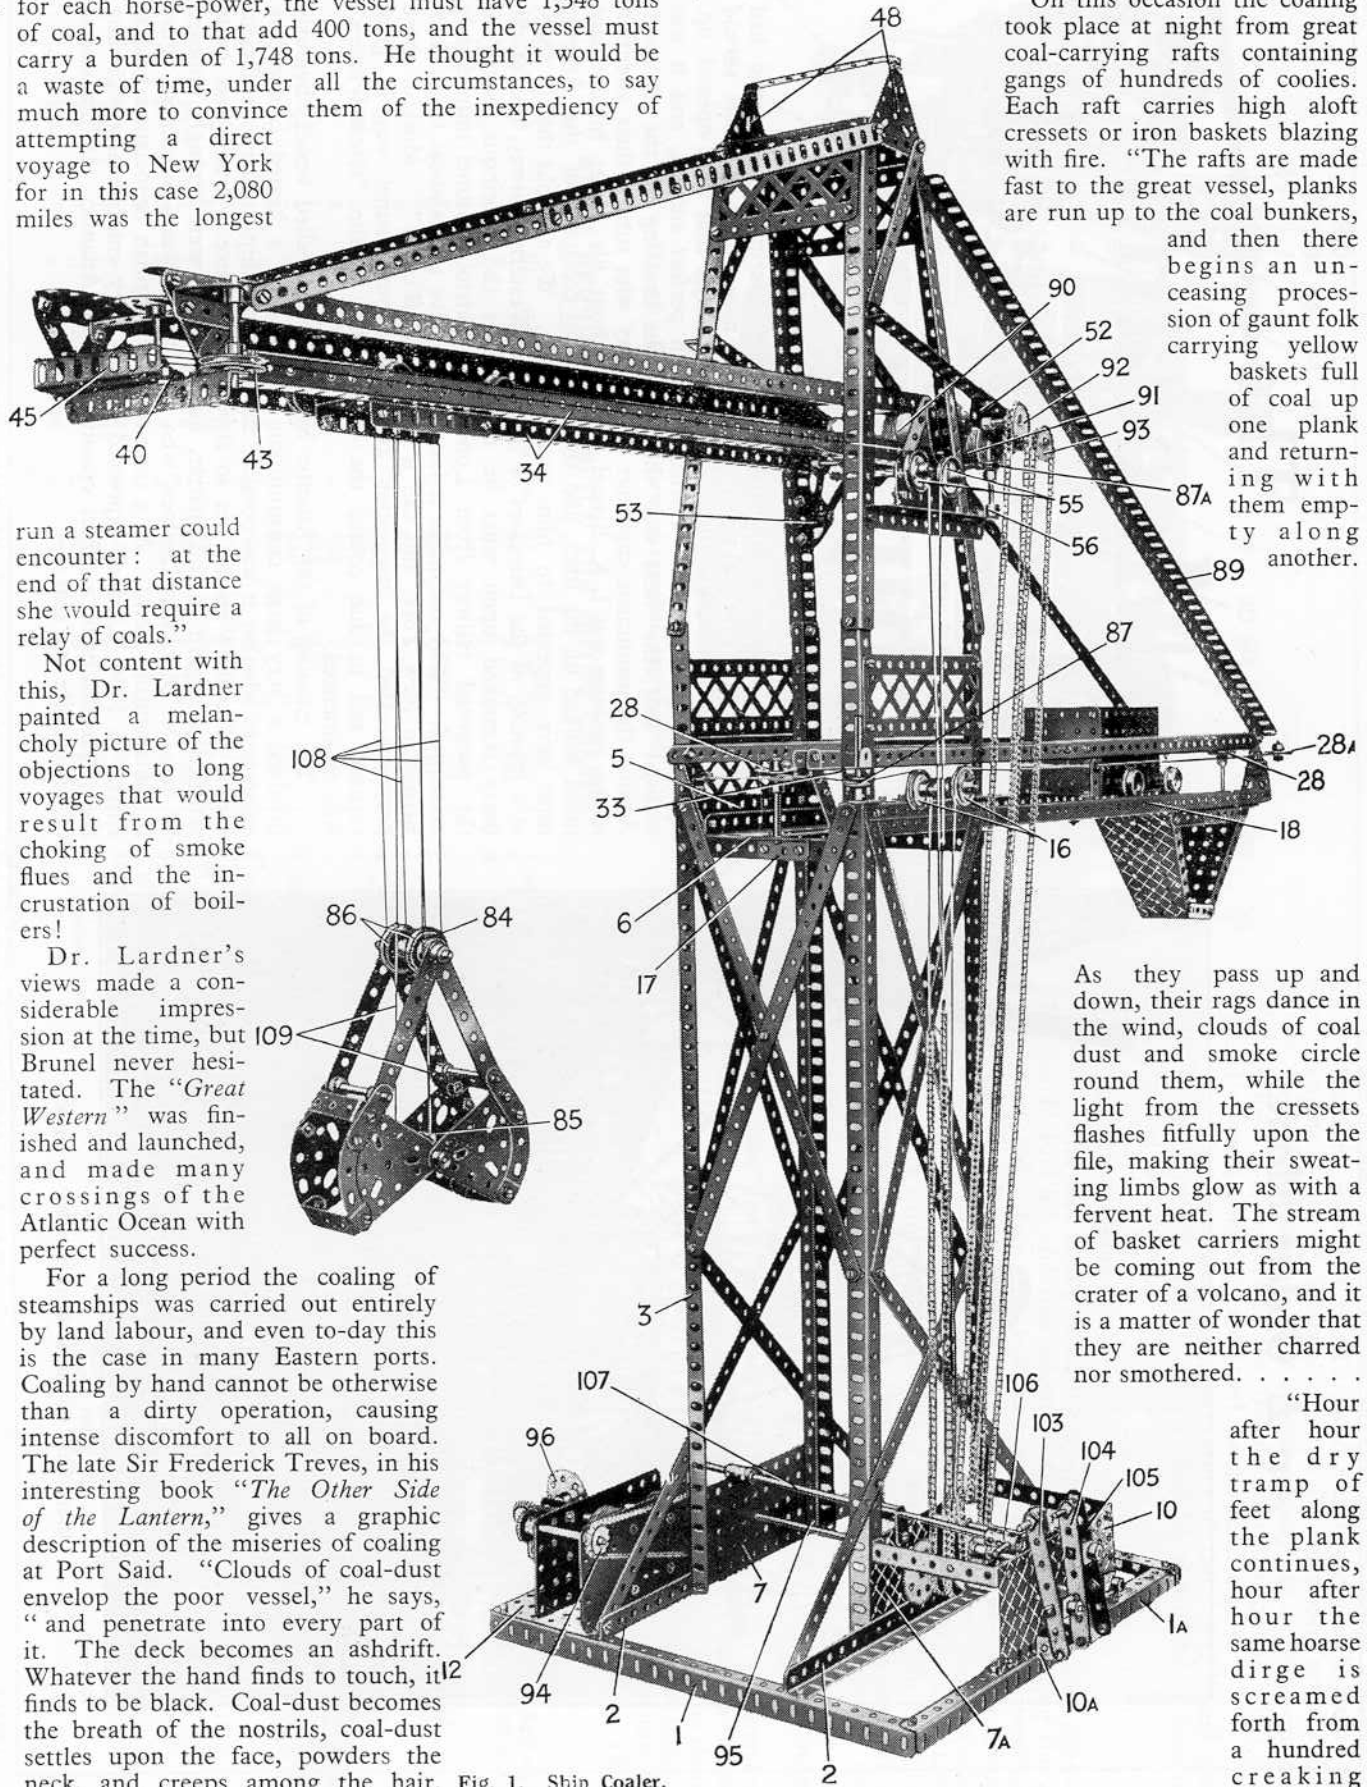 for each horse-power, the vessel must have 1,348 tons
of coal, and to that add 400 tons, and the vessel must
carry a burden of 1,748 tons. He thought it would be
a waste of time, under all the circumstances, to say
much more to convince them of the inexpediency of
attempting a direct
voyage to New York
for in this case 2,080
miles was the longest
run a steamer could
encounter : at the
end of that distance
she would require a
relay of coals."
Not content with
this, Dr. Lardner
painted a melan-
choly picture of the
objections to long
voyages that would
result from the
choking of smoke
flues and the in-
crustation of boil-
ers!
Dr. Lardner's
views made a con-
siderable impres-
sion at the time, but
Brunel never hesi-
tated. The "Great
Western" was fin-
ished and launched,
and made many
crossings of the
Atlantic Ocean with
perfect success.
For a long period the coaling of
steamships was carried out entirely
by land labour, and even to-day this
is the case in many Eastern ports.
Coaling by hand cannot be otherwise
than a dirty operation, causing
intense discomfort to all on board.
The late Sir Frederick Treves, in his
interesting book "The Other Side
of the Lantern," gives a graphic
description of the miseries of coaling
at Port Said. "Clouds of coal-dust
envelop the poor vessel," he says,
"and penetrate into every part of
it. The deck becomes an ashdrift.
Whatever the hand finds to touch, it
finds to be black. Coal-dust becomes
the breath of the nostrils, coal-dust
settles upon the face, powders the
neck, and creeps among the hair.
On this occasion the coaling
took place at night from great
coal-carrying rafts containing
gangs of hundreds of coolies.
Each raft carries high aloft
cressets or iron baskets blazing
with fire. "The rafts are made
fast to the great vessel, planks
are run up to the coal bunkers,
and then there
begins an un-
ceasing proces-
sion of gaunt folk
carrying yellow
baskets full
of coal up
one plank
and return-
ing with
them emp-
ty along
another.
As they pass up and
down, their rags dance in
the wind, clouds of coal
dust and smoke circle
round them, while the
light from the cressets
flashes fitfully upon the
file, making their sweat-
ing limbs glow as with a
fervent heat. The stream
of basket carriers might
be coming out from the
crater of a volcano, and it
is a matter of wonder that
they are neither charred
nor smothered. . . . . .
"Hour
after hour
the dry
tramp of
feet along
the plank
continues,
hour after
hour the
same hoarse
dirge is
screamed
forth from
a hundred
creaking
48
90
52
92
91
93
87A
55
56
53
89
45
40
43
34
87
28
5
33
28A
28
18
16
6
17
108
86
84
109
85
3
107
96
106
103
104
105
10
1A
10A
7
7A
12
94
2
1
95
2
Fig. 1. Ship Coaler.